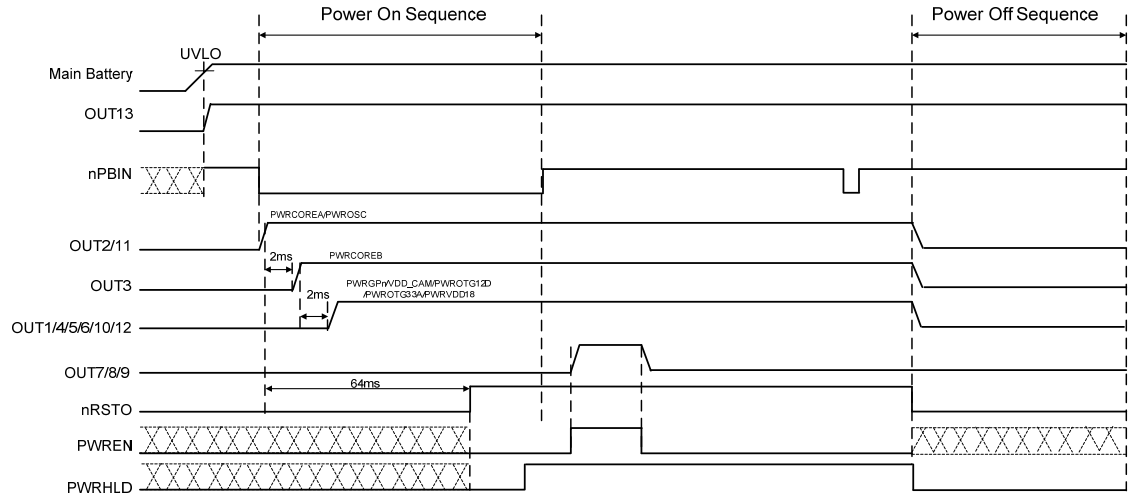 Power On Sequence
Power Off Sequence
UVLO
Main Battery
OUT13
nPBIN
PWRCOREA/PWROSC
OUT2/11
2ms
PWRCOREB
OUT3
2ms
PWRGPn/VDD_CAM/PWROTG12D
/PWROTG33A/PWRVDD18
OUT1/4/5/6/10/12
OUT7/8/9
64ms
nRSTO
PWREN
PWRHLD